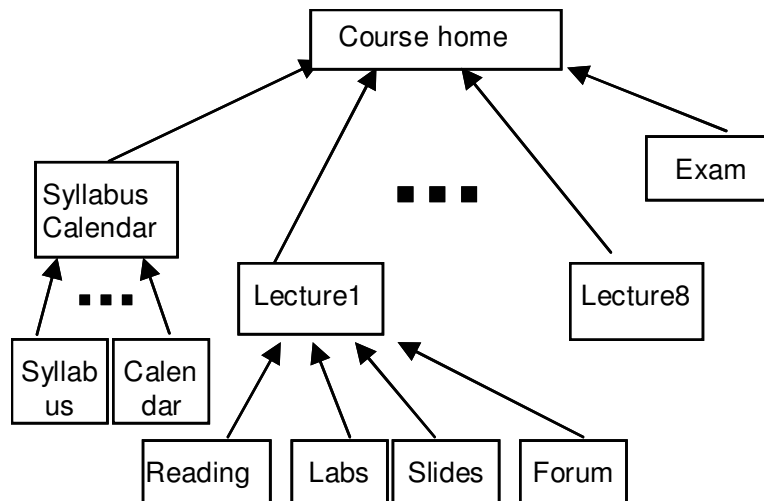 Course home
Exam
Syllabus
Calendar
Lecture1
Lecture8
Syllab
us
Calen
dar
Reading
Labs
Slides
Forum